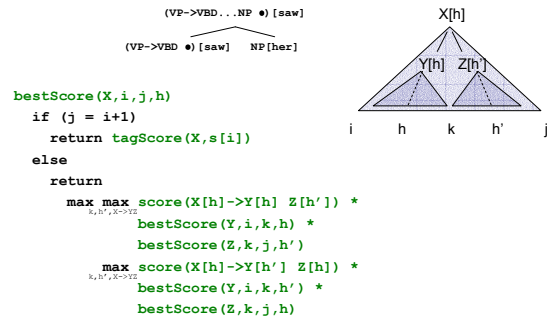 (VP->VBD...NP •)[saw]
(VP->VBD •)[saw] NP[her]
X[h]
Y[h] Z[h']
i h k h' j
bestScore(X,i,j,h)
if (j = i+1)
return tagScore(X,s[i])
else
return
max max score(X[h]->Y[h] Z[h']) *
k,h',X->YZ
bestScore(Y,i,k,h) *
bestScore(Z,k,j,h')
max score(X[h]->Y[h'] Z[h]) *
k,h',X->YZ
bestScore(Y,i,k,h') *
bestScore(Z,k,j,h)